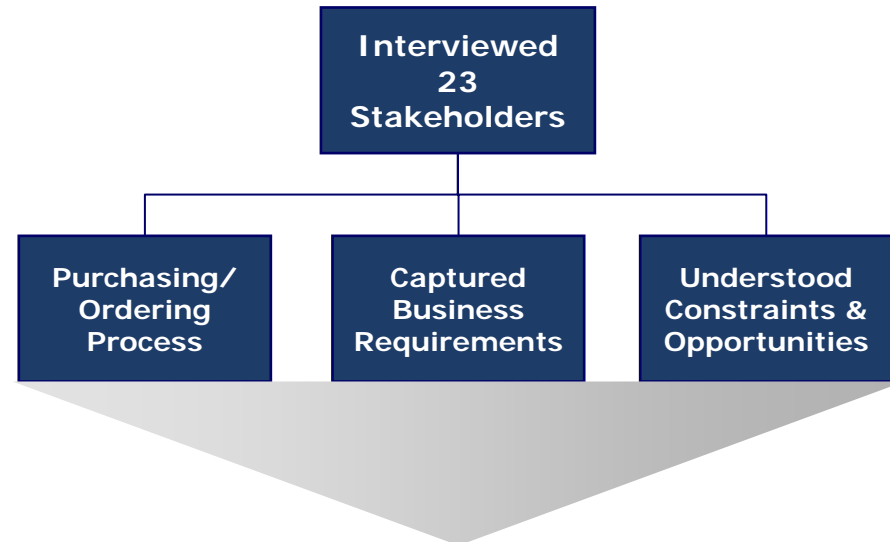 Interviewed
23
Stakeholders
Purchasing/
Ordering
Process
Captured
Business
Requirements
Understood
Constraints &
Opportunities